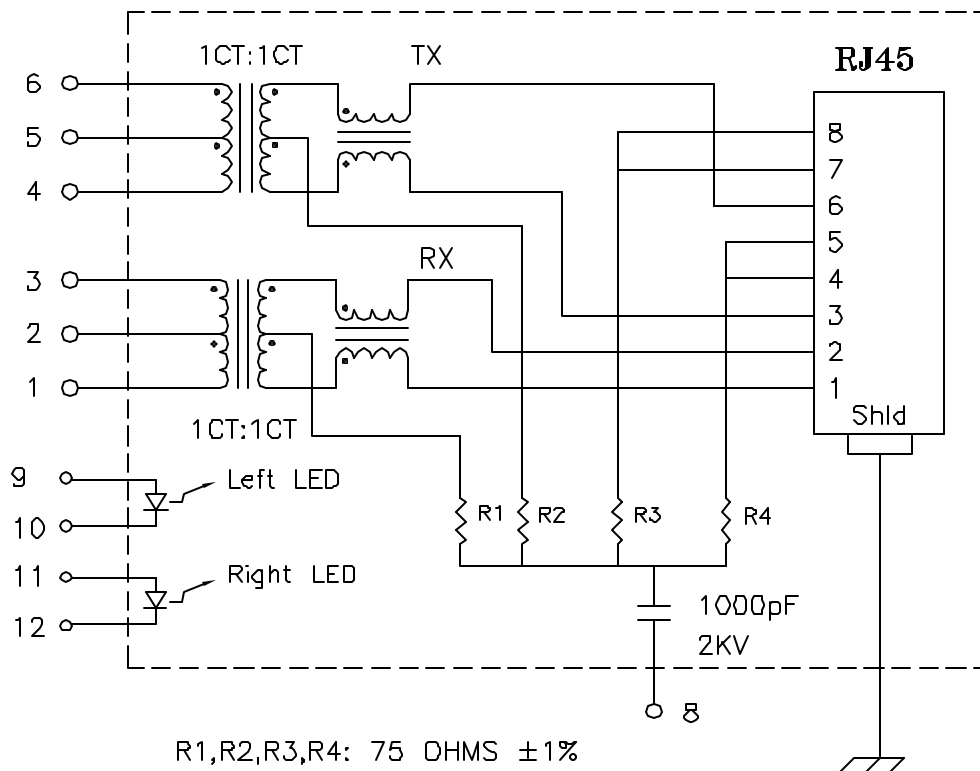 1CT:1CT
TX
RJ45
6
5
4
8
7
6
5
4
3
2
1
Shld
RX
3
2
1
1CT:1CT
9
10
Left LED
11
12
Right LED
R1
R2
R3
R4
1000pF
2KV
8
R1,R2,R3,R4: 75 OHMS ±1%